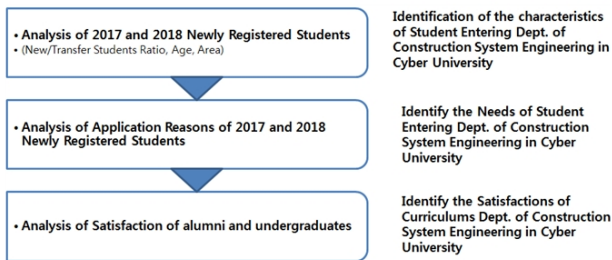 • Analysis of 2017 and 2018 Newly Registered Students
• (New/Transfer Students Ratio, Age, Area)
Identification of the characteristics
of Student Entering Dept. of
Construction System Engineering in
Cyber University
• Analysis of Application Reasons of 2017 and 2018
Newly Registered Students
Identify the Needs of Student
Entering Dept. of Construction
System Engineering in Cyber
University
• Analysis of Satisfaction of alumni and undergraduates
Identify the Satisfactions of
Curriculums Dept. of Construction
System Engineering in Cyber
University